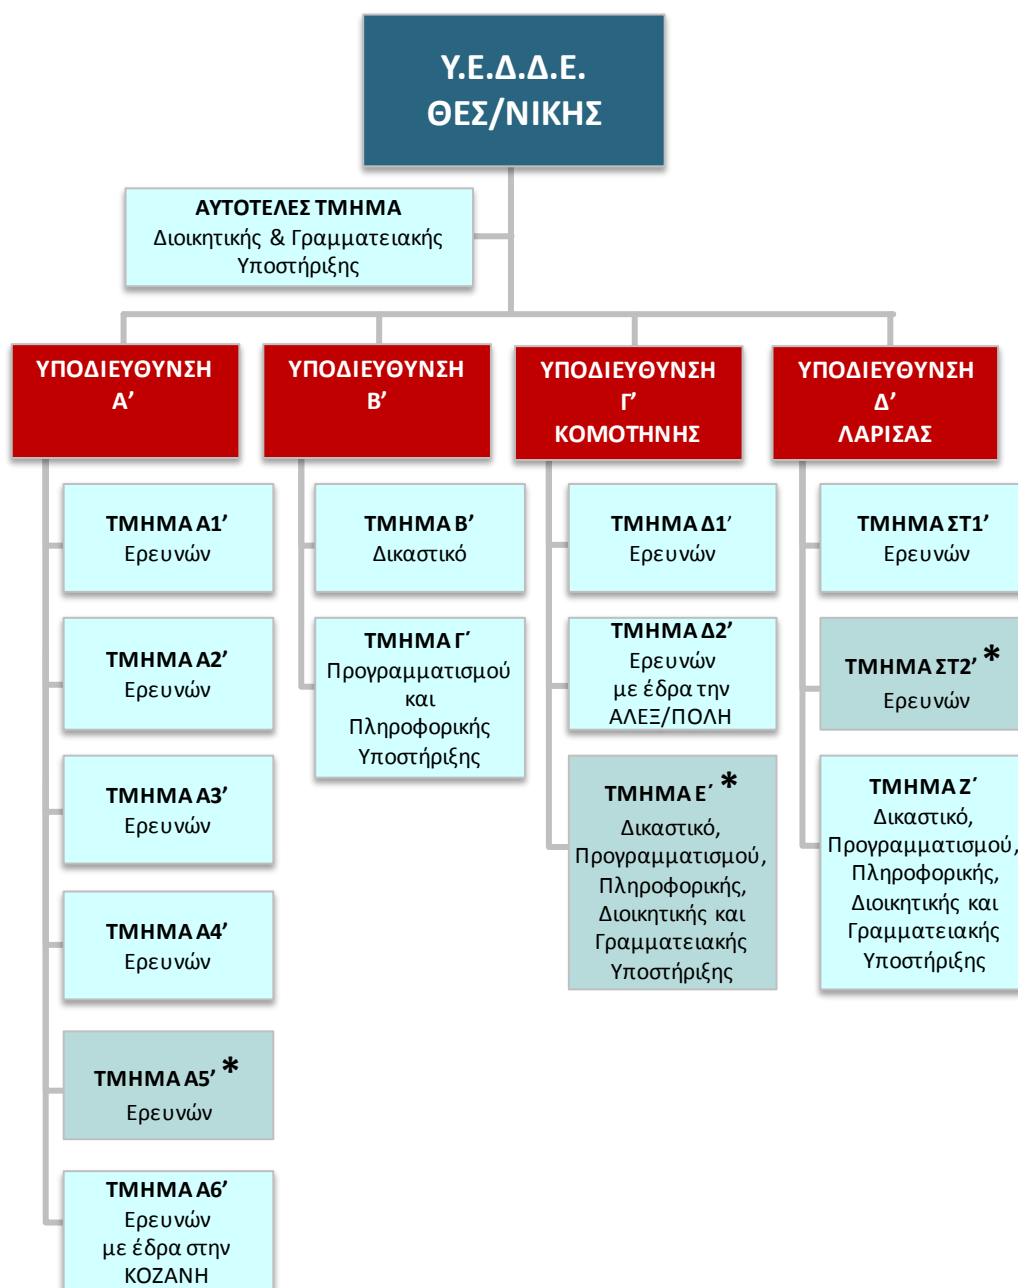 Υ.Ε.Δ.Δ.Ε.
ΘΕΣ/ΝΙΚΗΣ
ΑΥΤΟΤΕΛΕΣ ΤΜΗΜΑ
Διοικητικής & Γραμματειακής
Υποστήριξης
ΥΠΟΔΙΕΥΘΥΝΣΗ
Α’
ΤΜΗΜΑ Α1’
Ερευνών
ΤΜΗΜΑ Α2’
Ερευνών
ΤΜΗΜΑ Α3’
Ερευνών
ΤΜΗΜΑ Α4’
Ερευνών
ΤΜΗΜΑ Α5’ *
Ερευνών
ΤΜΗΜΑ Α6’
Ερευνών
με έδρα στην
ΚΟΖΑΝΗ
ΥΠΟΔΙΕΥΘΥΝΣΗ
Β’
ΤΜΗΜΑ Β’
Δικαστικό
ΤΜΗΜΑ Γ΄
Προγραμματισμού
και
Πληροφορικής
Υποστήριξης
ΥΠΟΔΙΕΥΘΥΝΣΗ
Γ’
ΚΟΜΟΤΗΝΗΣ
ΤΜΗΜΑ Δ1’
Ερευνών
ΤΜΗΜΑ Δ2’
Ερευνών
με έδρα την
ΑΛΕΞ/ΠΟΛΗ
ΤΜΗΜΑ Ε΄ *
Δικαστικό,
Προγραμματισμού,
Πληροφορικής,
Διοικητικής και
Γραμματειακής
Υποστήριξης
ΥΠΟΔΙΕΥΘΥΝΣΗ
Δ’
ΛΑΡΙΣΑΣ
ΤΜΗΜΑ ΣΤ1’
Ερευνών
ΤΜΗΜΑ ΣΤ2’ *
Ερευνών
ΤΜΗΜΑ Ζ΄
Δικαστικό,
Προγραμματισμού,
Πληροφορικής,
Διοικητικής και
Γραμματειακής
Υποστήριξης